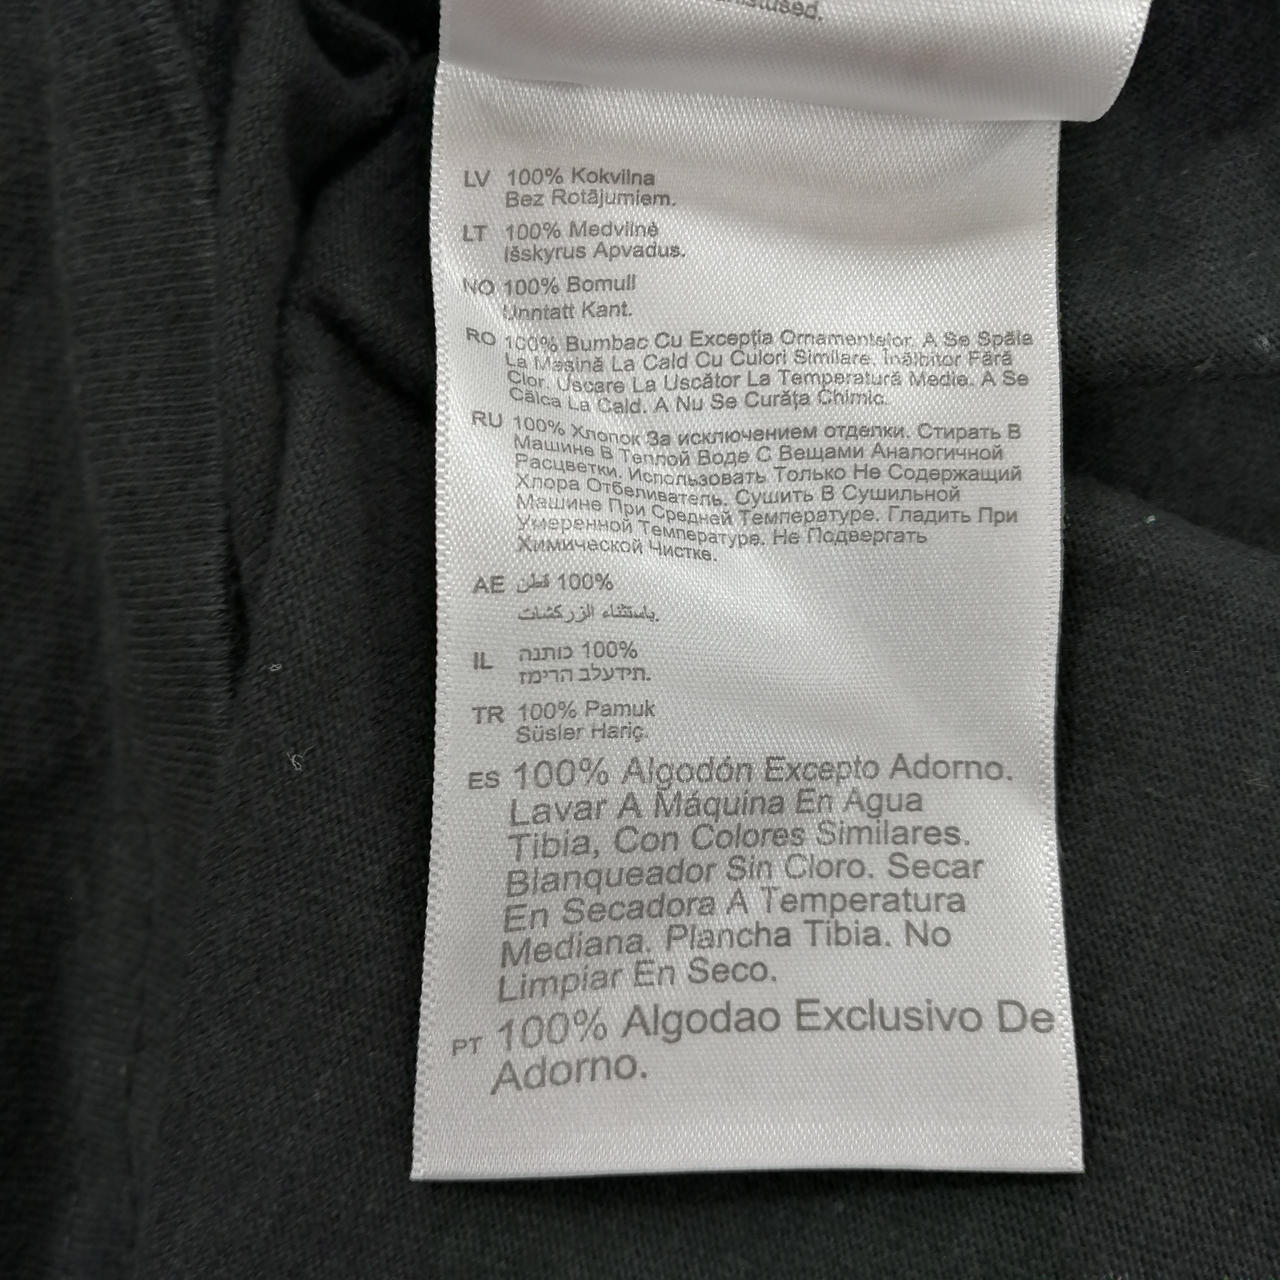 LV 100% Kokvilna
Bez Rotājumiem.
LT 100% Medvilnė
Išskyrus Apvadus.
NO 100% Bomull
Unntatt Kant.
RO 100% Bumbac Cu Excepția Ornamentelor. A Se Spăla
La Mașină La Cald Cu Culori Similare. Înălbitor Fără
Clor. Uscare La Uscător La Temperatură Medie. A Se
Călca La Cald. A Nu Se Curăța Chimic.
RU 100% Хлопок За исключением отделки. Стирать В
Машине В Теплой Воде С Вещами Аналогичной
Расцветки. Использовать Только Не Содержащий
Хлора Отбеливатель. Сушить В Сушильной
Машине При Средней Температуре. Гладить При
Умеренной Температуре. Не Подвергать
Химической Чистке.
AE قطن 100%
باستثناء الزركشات.
IL כותנה 100%
תידעלב הרימז.
TR 100% Pamuk
Süsler Hariç.
ES 100% Algodón Excepto Adorno.
Lavar A Máquina En Agua
Tibia, Con Colores Similares.
Blanqueador Sin Cloro. Secar
En Secadora A Temperatura
Mediana. Plancha Tibia. No
Limpiar En Seco.
PT 100% Algodao Exclusivo De
Adorno.